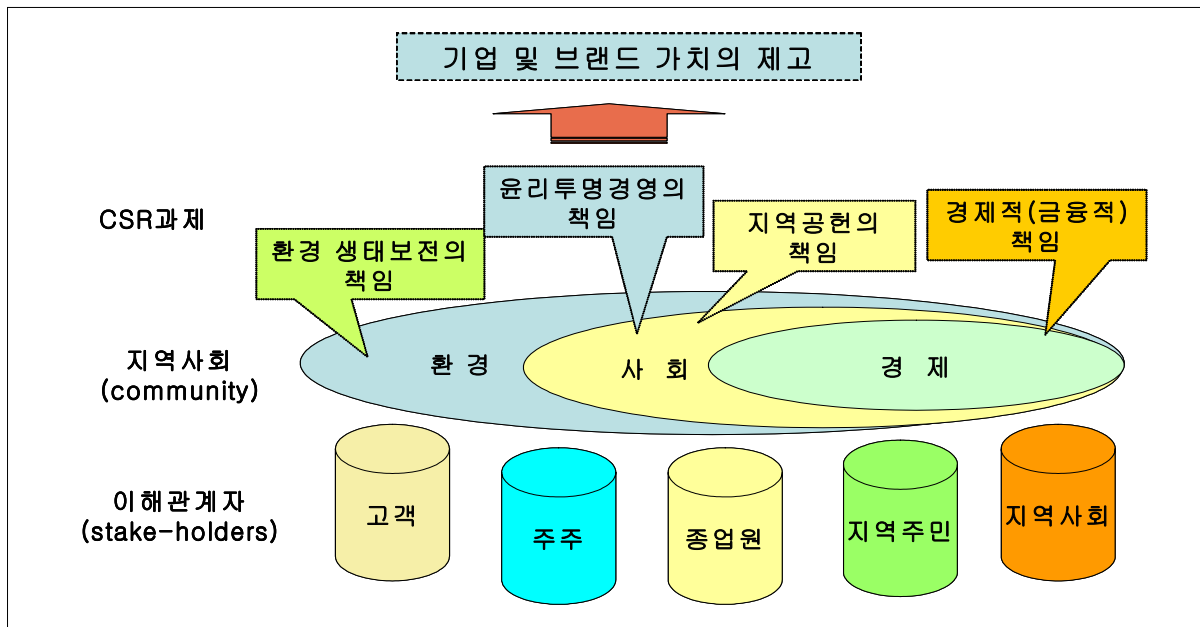 기업 및 브랜드 가치의 제고
CSR과제
환경 생태보전의
책임
윤리투명경영의
책임
지역공헌의
책임
경제적(금융적)
책임
지역사회
(community)
환 경
사 회
경 제
이해관계자
(stake-holders)
고객
주주
종업원
지역주민
지역사회